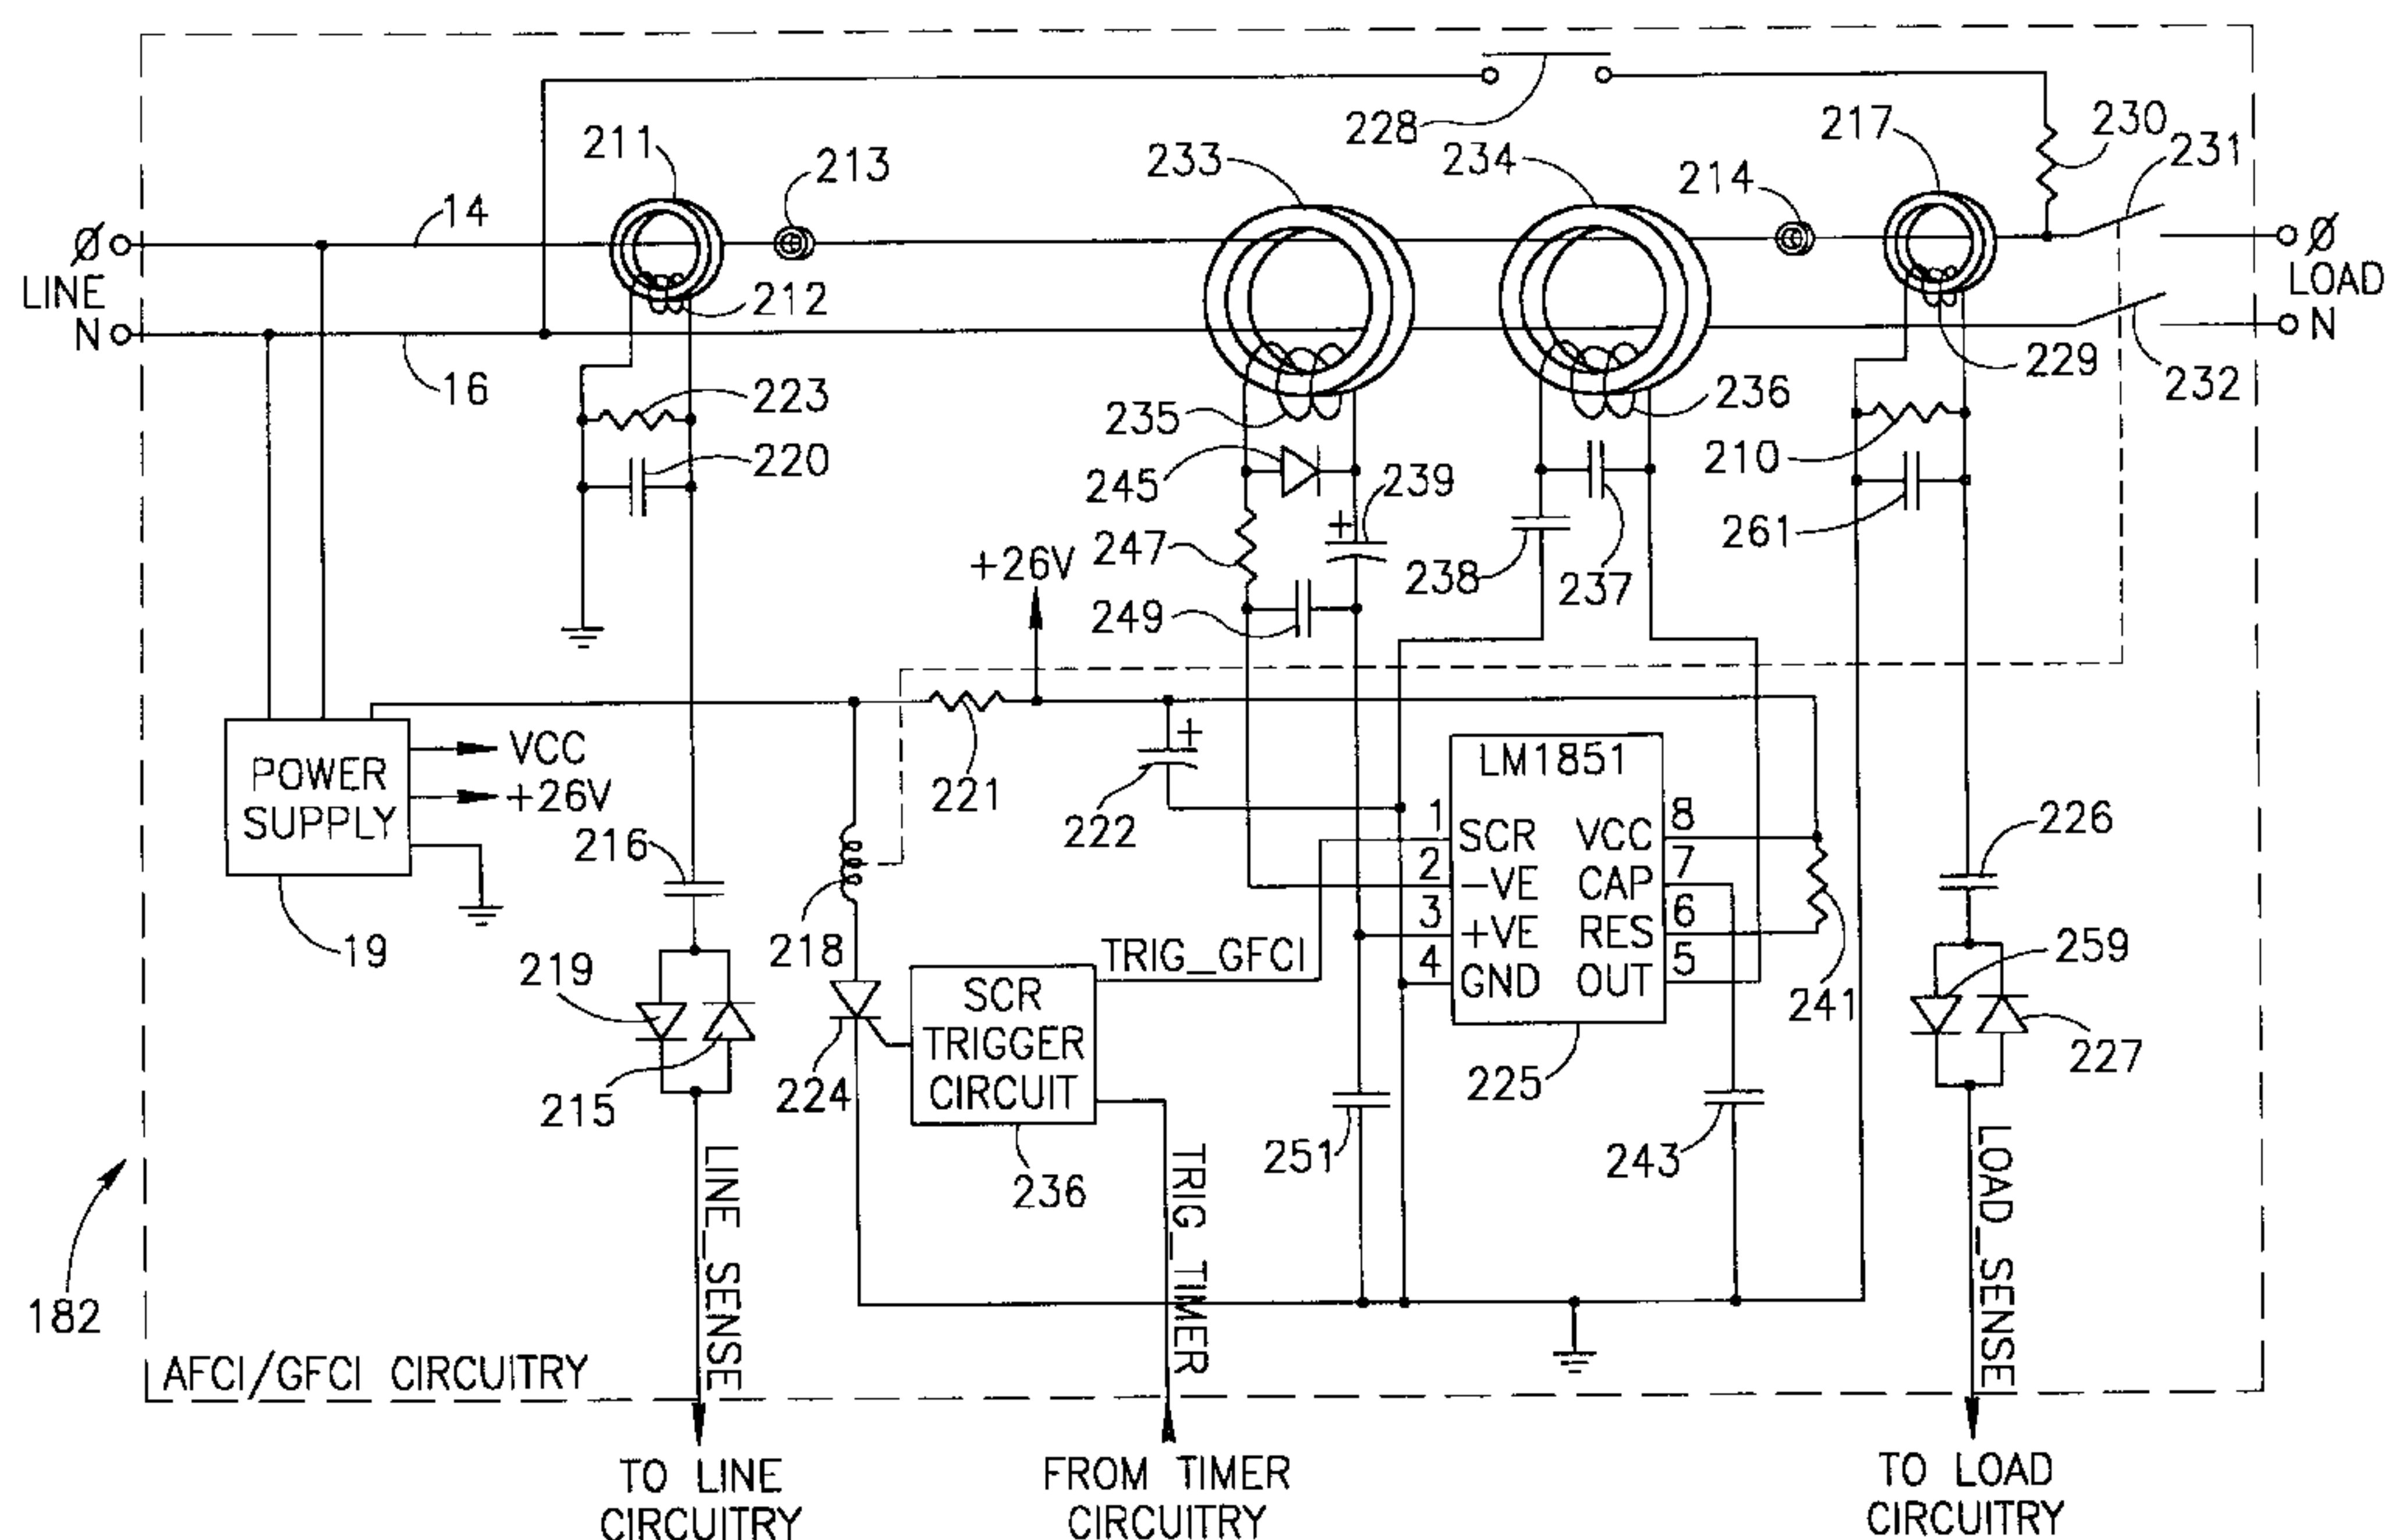 228
217
230
231
211
213
233
234
214
Ø
14
LINE
N
212
16
223
220
235
245
239
236
238
237
210
261
229
232
Ø
LOAD
N
247
249
+26V
POWER
SUPPLY
VCC
+26V
19
221
222
216
218
219
215
224
TRIG_GFCI
SCR
TRIGGER
CIRCUIT
236
LM1851
1 SCR VCC 8
2 -VE CAP 7
3 +VE RES 6
4 GND OUT 5
225
241
226
259
227
251
243
LINE_SENSE
TRIG_TIMER
LOAD_SENSE
182
AFCI/GFCI CIRCUITRY
TO LINE
CIRCUITRY
FROM TIMER
CIRCUITRY
TO LOAD
CIRCUITRY